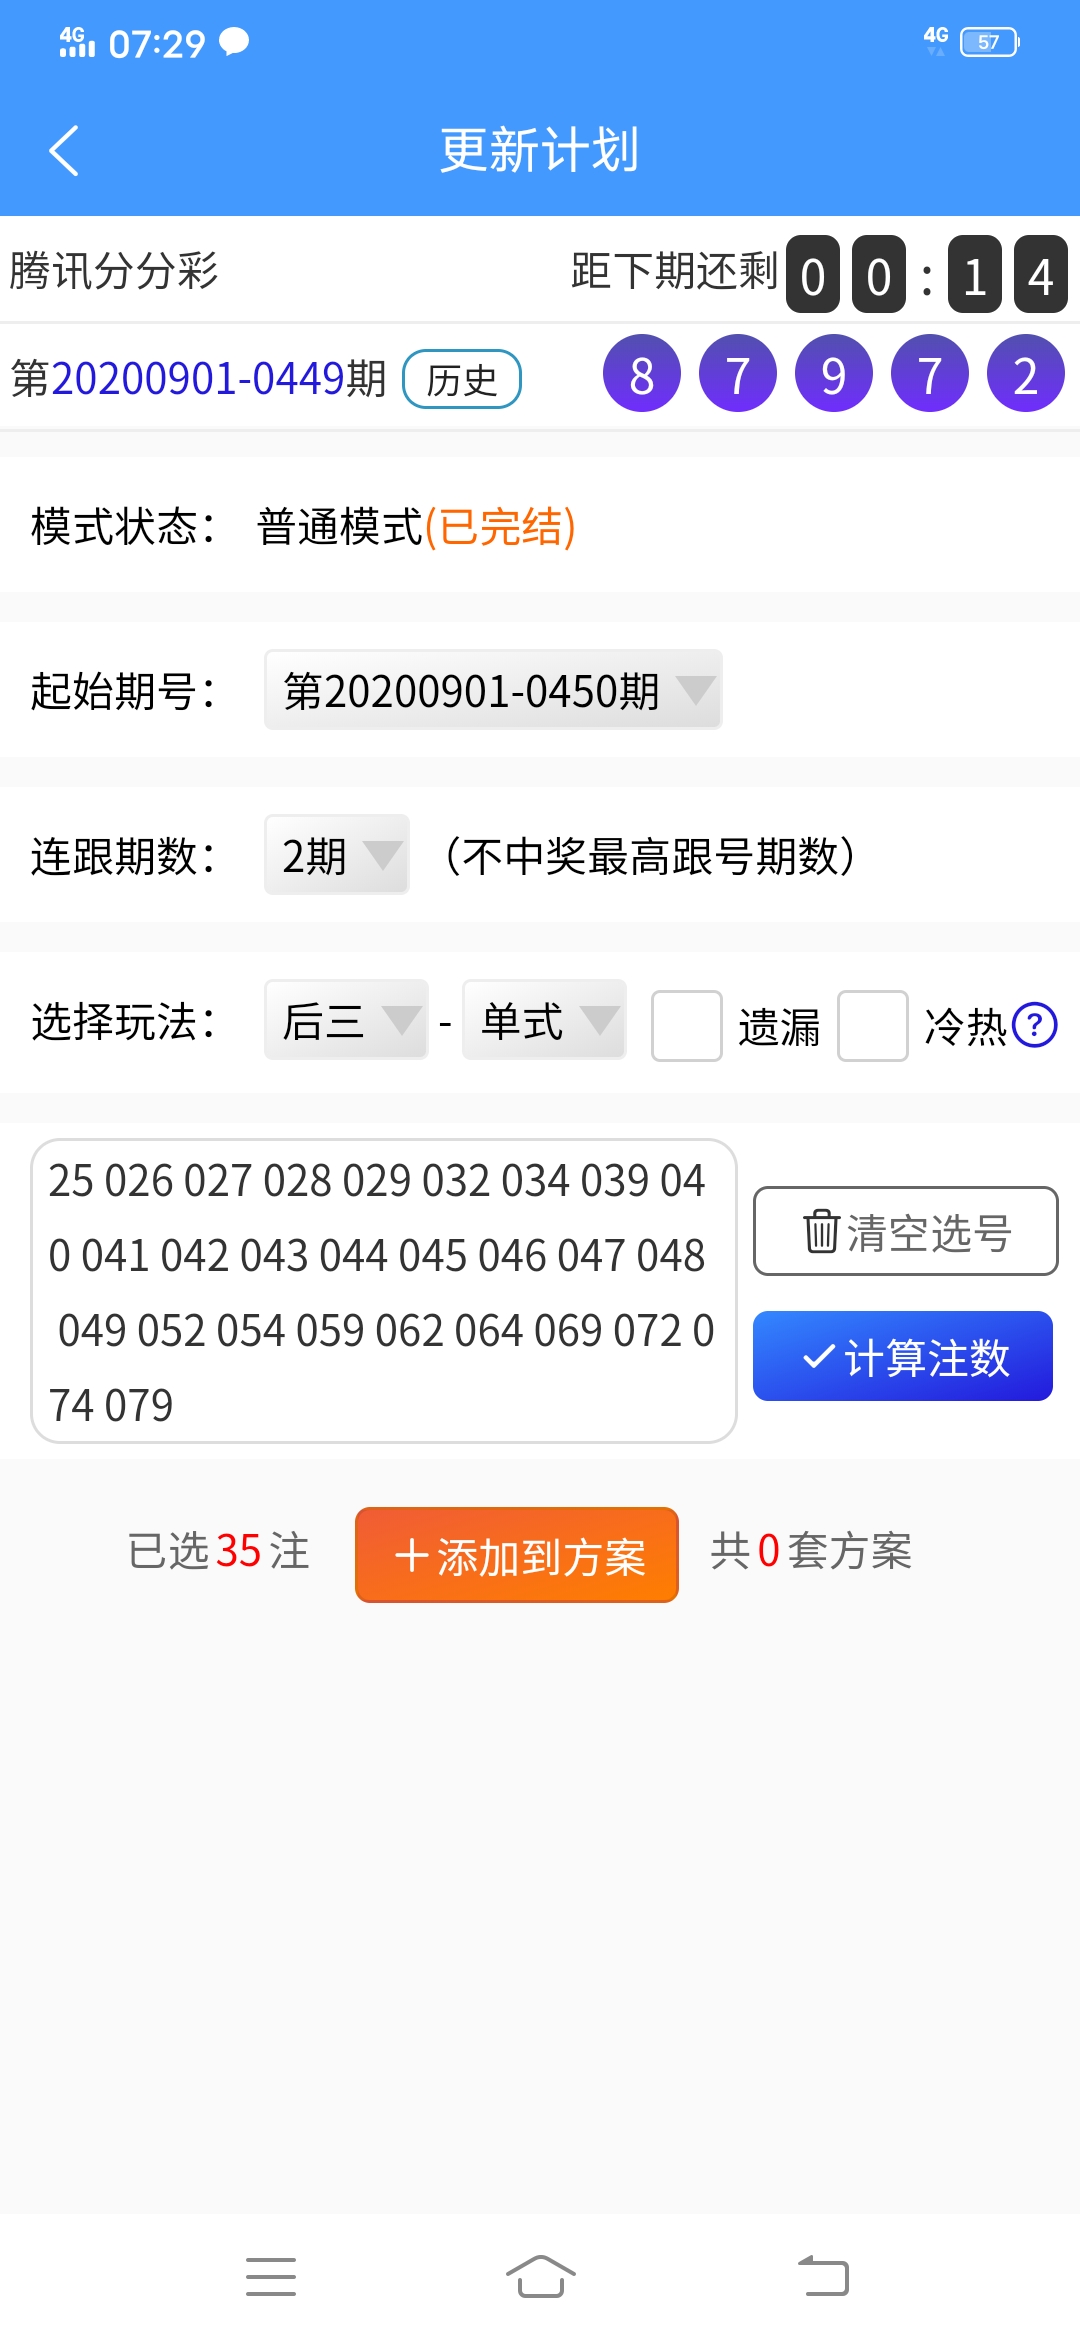 4G 07:29 4G 57
更新计划
腾讯分分彩 距下期还剩 0 0 : 1 4
第20200901-0449期 历史 8 7 9 7 2
模式状态： 普通模式(已完结)
起始期号： 第20200901-0450期
连跟期数： 2期 （不中奖最高跟号期数）
选择玩法： 后三 - 单式 遗漏 冷热 ?
25 026 027 028 029 032 034 039 04
0 041 042 043 044 045 046 047 048
049 052 054 059 062 064 069 072 0
74 079
清空选号
计算注数
已选 35 注 添加到方案 共 0 套方案